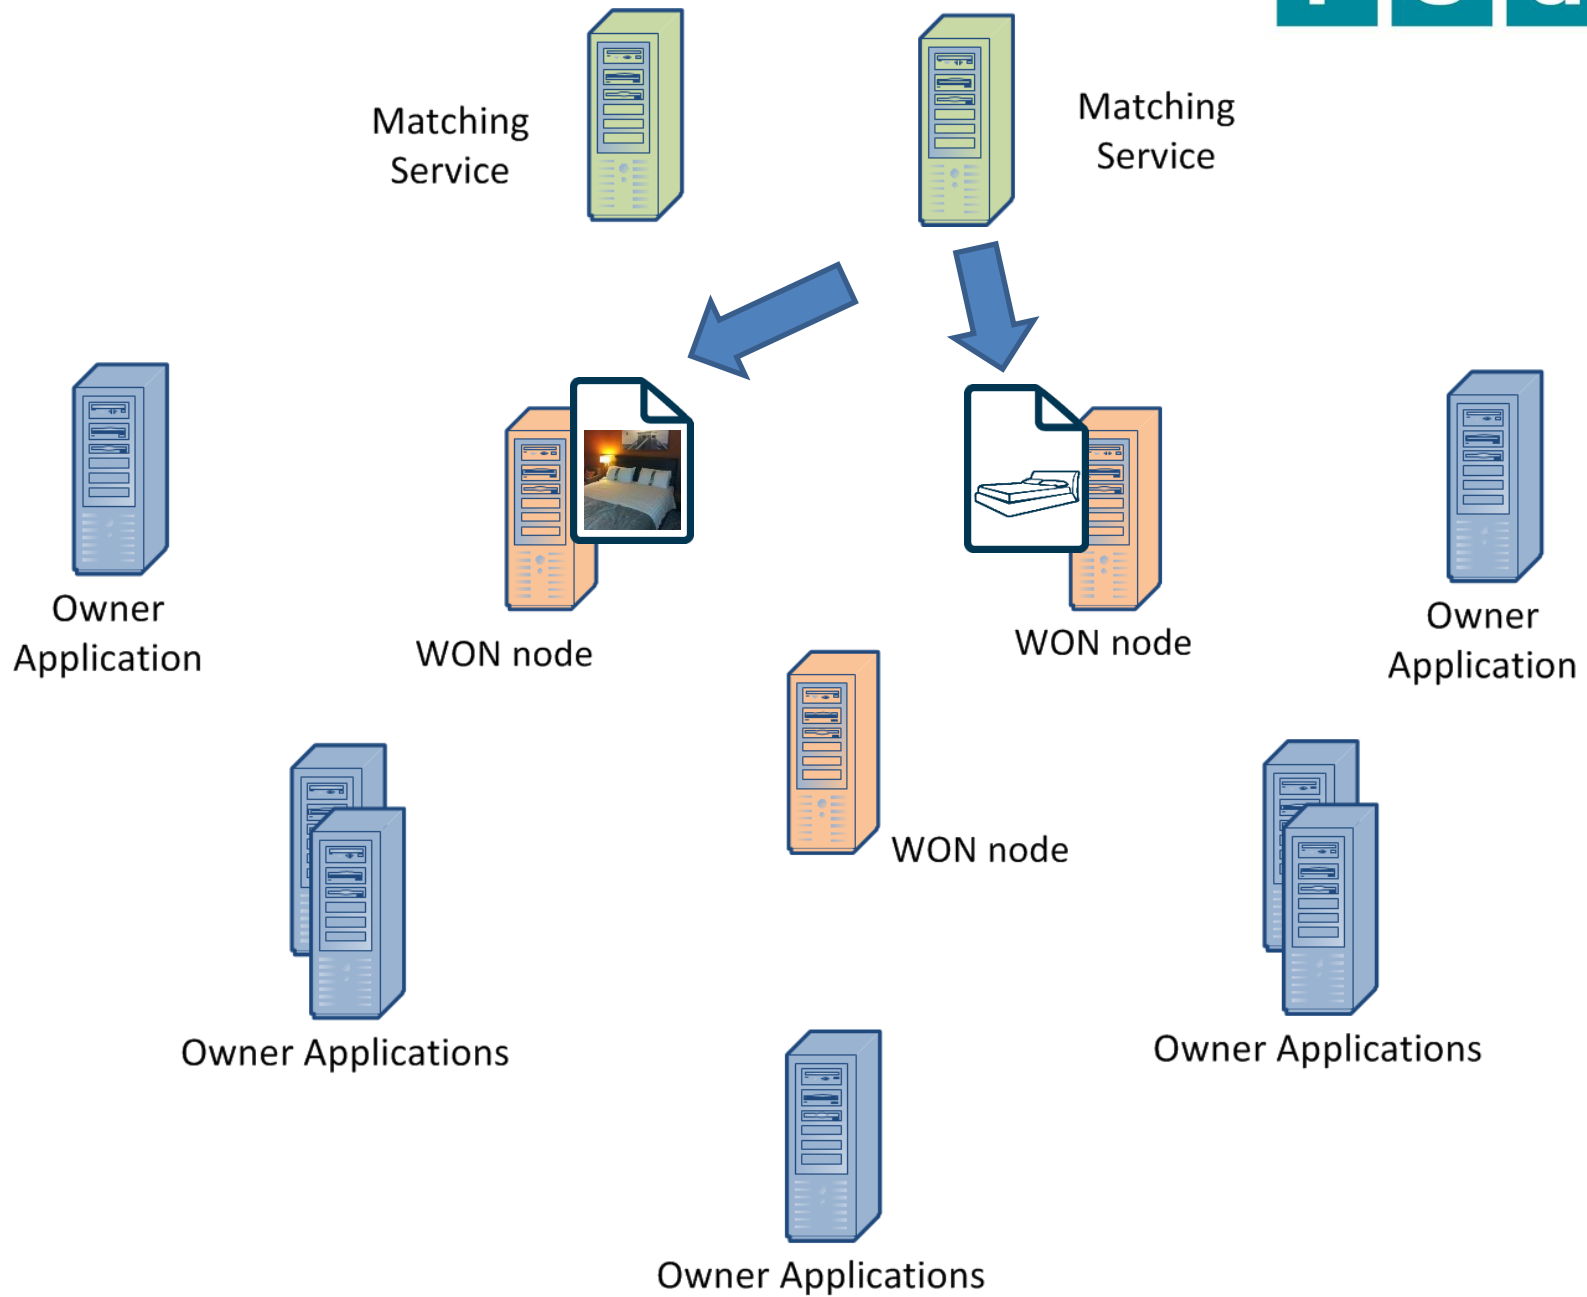 Matching
Service
Matching
Service
Owner
Application
WON node
WON node
Owner
Application
WON node
Owner Applications
Owner Applications
Owner Applications